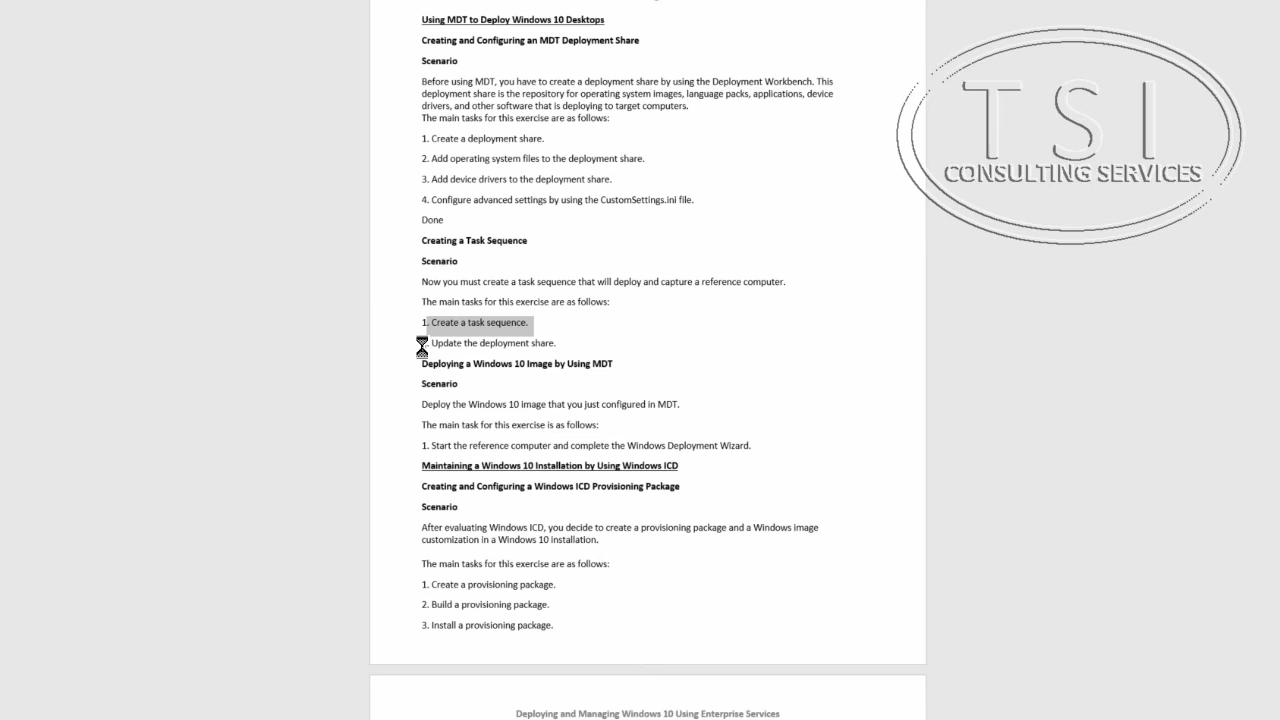 Using MDT to Deploy Windows 10 Desktops
Creating and Configuring an MDT Deployment Share
Scenario
Before using MDT, you have to create a deployment share by using the Deployment Workbench. This
deployment share is the repository for operating system images, language packs, applications, device
drivers, and other software that is deploying to target computers.
The main tasks for this exercise are as follows:
1. Create a deployment share.
2. Add operating system files to the deployment share.
3. Add device drivers to the deployment share.
4. Configure advanced settings by using the CustomSettings.ini file.
Done
Creating a Task Sequence
Scenario
Now you must create a task sequence that will deploy and capture a reference computer.
The main tasks for this exercise are as follows:
1. Create a task sequence.
Update the deployment share.
Deploying a Windows 10 Image by Using MDT
Scenario
Deploy the Windows 10 image that you just configured in MDT.
The main task for this exercise is as follows:
1. Start the reference computer and complete the Windows Deployment Wizard.
Maintaining a Windows 10 Installation by Using Windows ICD
Creating and Configuring a Windows ICD Provisioning Package
Scenario
After evaluating Windows ICD, you decide to create a provisioning package and a Windows image
customization in a Windows 10 installation.
The main tasks for this exercise are as follows:
1. Create a provisioning package.
2. Build a provisioning package.
3. Install a provisioning package.
Deploying and Managing Windows 10 Using Enterprise Services
T S I
CONSULTING SERVICES